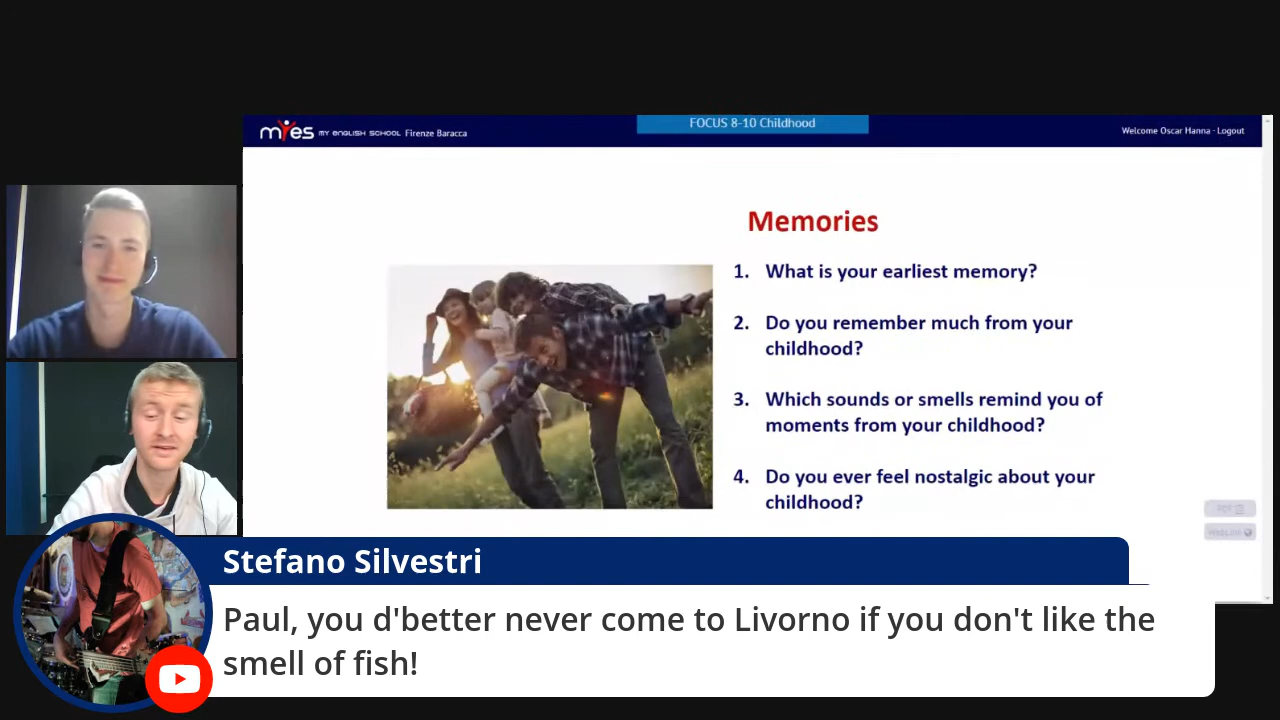 FOCUS 8-10 Childhood
myes MY ENGLISH SCHOOL Firenze Baracca
Welcome Oscar Hanna · Logout
Memories
1. What is your earliest memory?
2. Do you remember much from your
childhood?
3. Which sounds or smells remind you of
moments from your childhood?
4. Do you ever feel nostalgic about your
childhood?
PDF
WebLink
Stefano Silvestri
Paul, you d'better never come to Livorno if you don't like the
smell of fish!